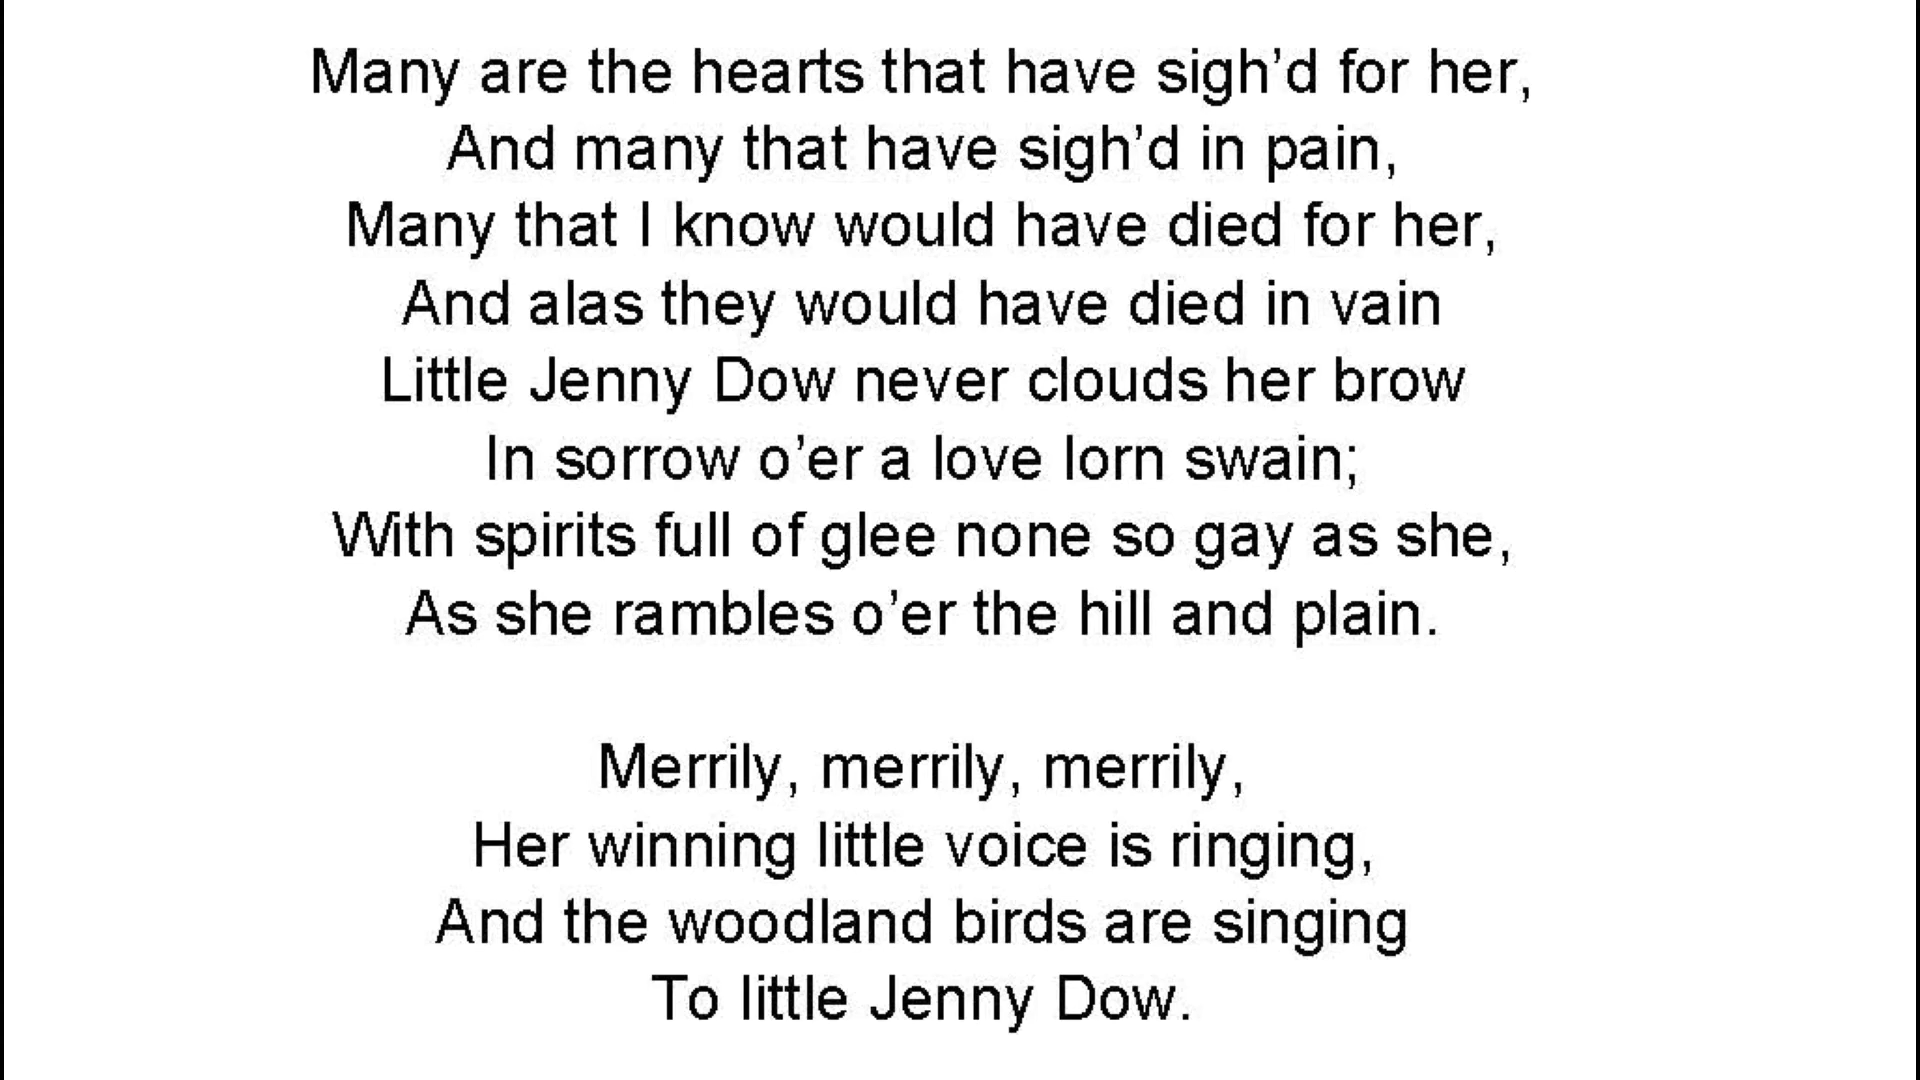 Many are the hearts that have sigh’d for her,
And many that have sigh’d in pain,
Many that I know would have died for her,
And alas they would have died in vain
Little Jenny Dow never clouds her brow
In sorrow o’er a love lorn swain;
With spirits full of glee none so gay as she,
As she rambles o’er the hill and plain.
Merrily, merrily, merrily,
Her winning little voice is ringing,
And the woodland birds are singing
To little Jenny Dow.